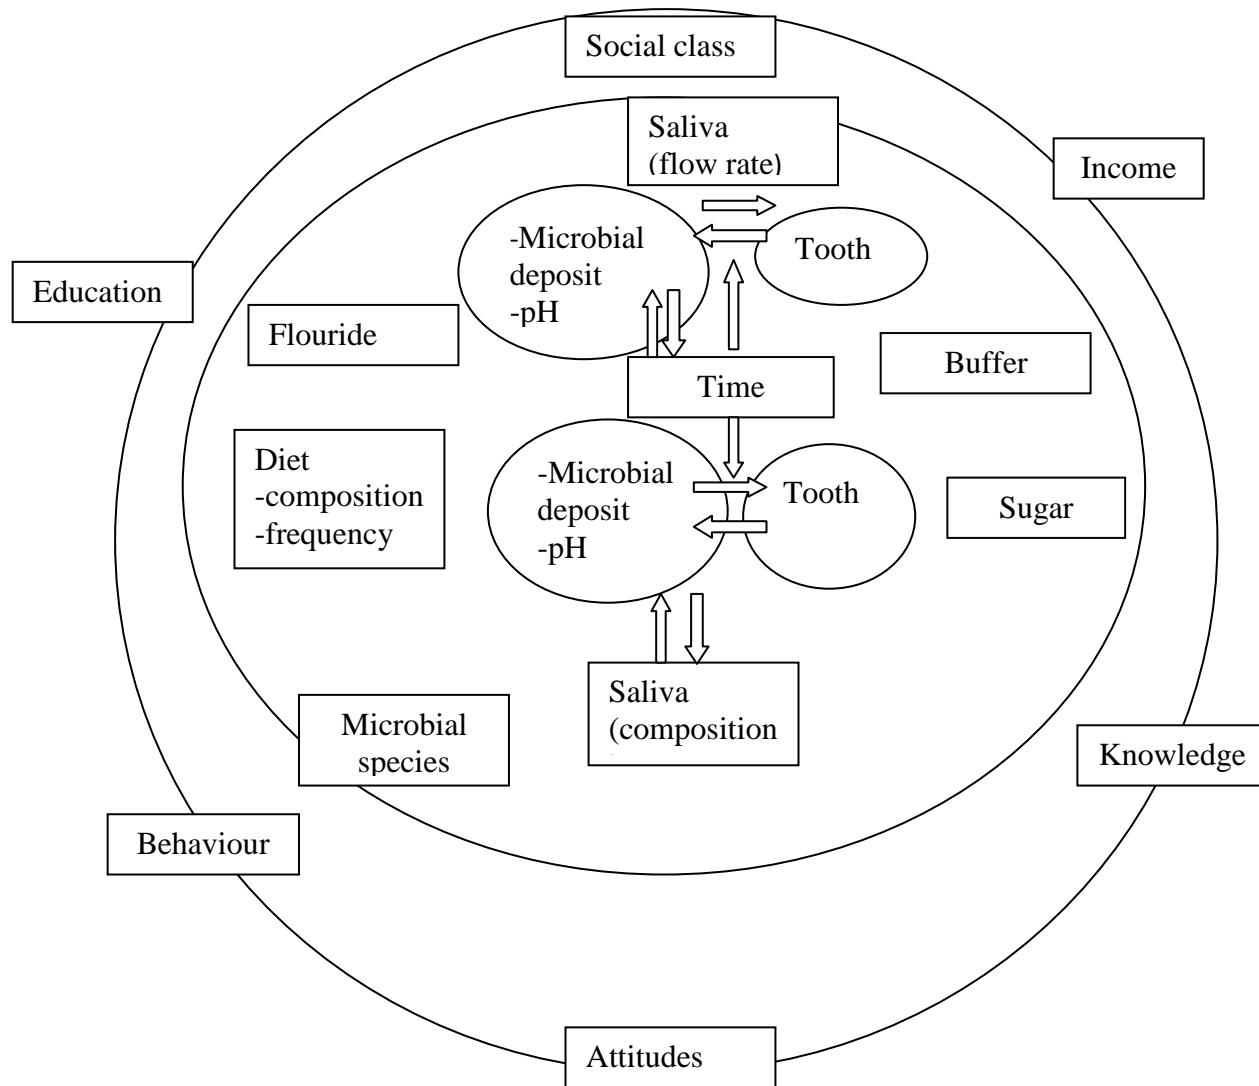 Social class
Saliva
(flow rate)
Income
-Microbial
deposit
-pH
Tooth
Education
Flouride
Buffer
Time
Diet
-composition
-frequency
-Microbial
deposit
-pH
Tooth
Sugar
Saliva
(composition
Microbial
species
Knowledge
Behaviour
Attitudes